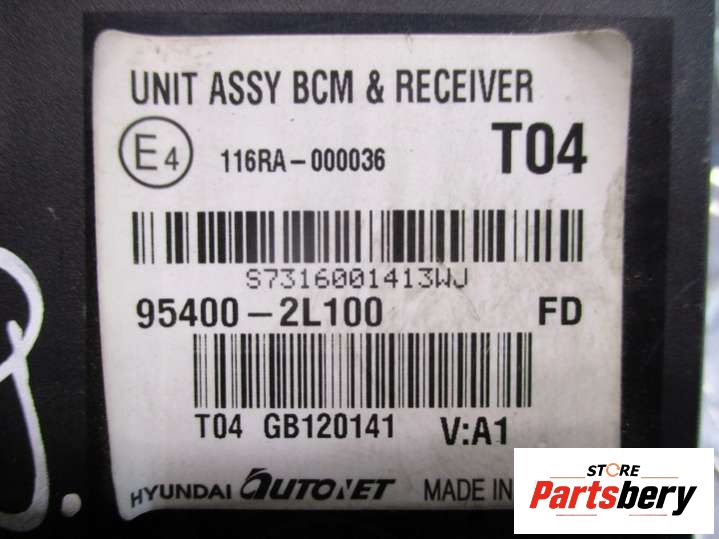 UNIT ASSY BCM & RECEIVER
E4 116RA-000036 T04
S7316001413WJ
95400-2L100 FD
T04 GB120141 V:A1
HYUNDAI AUTONET MADE IN
STORE
Partsbery